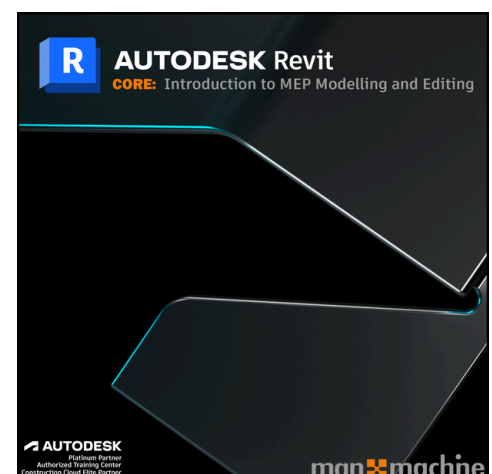 R
AUTODESK Revit
CORE: Introduction to MEP Modelling and Editing
AUTODESK
Platinum Partner
Authorized Training Center
Construction Cloud Elite Partner
man machine